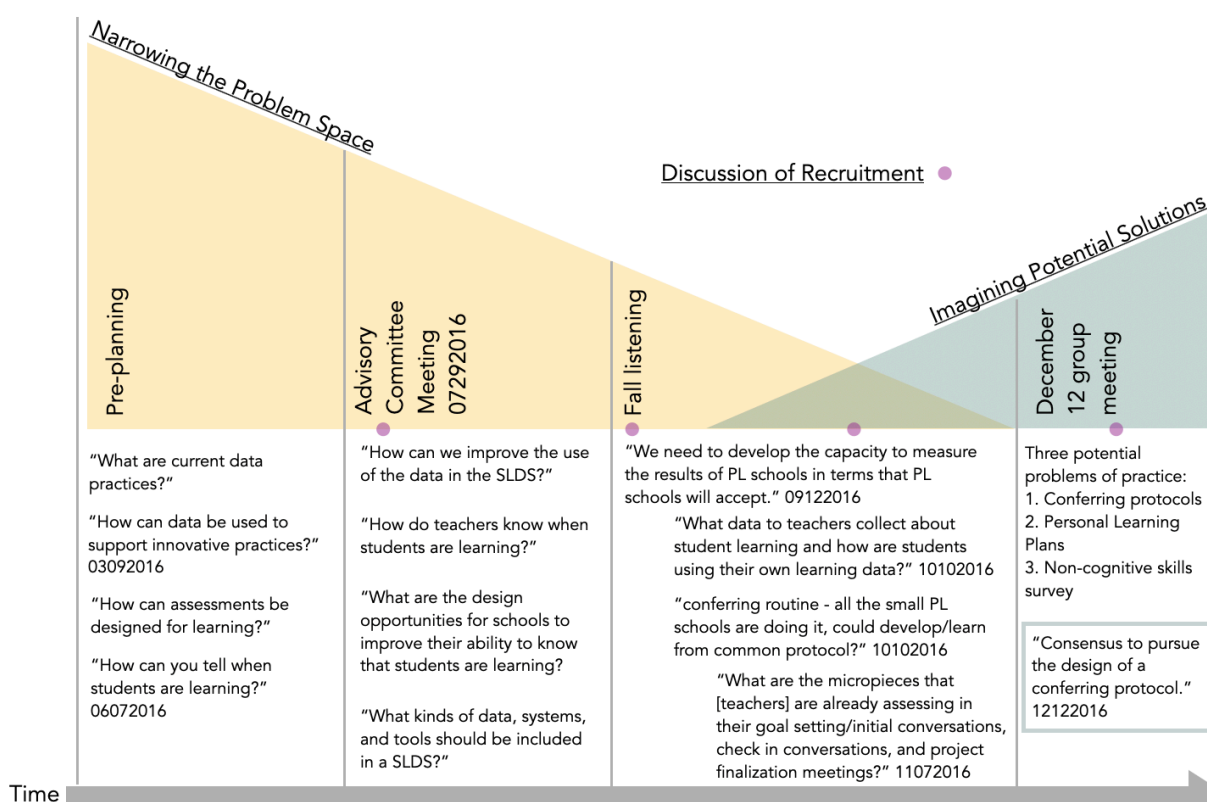 Narrowing the Problem Space
Discussion of Recruitment
Imagining Potential Solutions
Pre-planning
Advisory
Committee
Meeting
07292016
Fall listening
December
12 group
meeting
“What are current data
practices?”
“How can data be used to
support innovative practices?”
03092016
“How can assessments be
designed for learning?”
“How can you tell when
students are learning?”
06072016
“How can we improve the use
of the data in the SLDS?”
“How do teachers know when
students are learning?”
“What are the design
opportunities for schools to
improve their ability to know
that students are learning?
“What kinds of data, systems,
and tools should be included
in a SLDS?”
“We need to develop the capacity to measure
the results of PL schools in terms that PL
schools will accept.” 09122016
“What data to teachers collect about
student learning and how are students
using their own learning data?” 10102016
“conferring routine - all the small PL
schools are doing it, could develop/learn
from common protocol?” 10102016
“What are the micropieces that
[teachers] are already assessing in
their goal setting/initial conversations,
check in conversations, and project
finalization meetings?” 11072016
Three potential
problems of practice:
1. Conferring protocols
2. Personal Learning
Plans
3. Non-cognitive skills
survey
“Consensus to pursue
the design of a
conferring protocol.”
12122016
Time